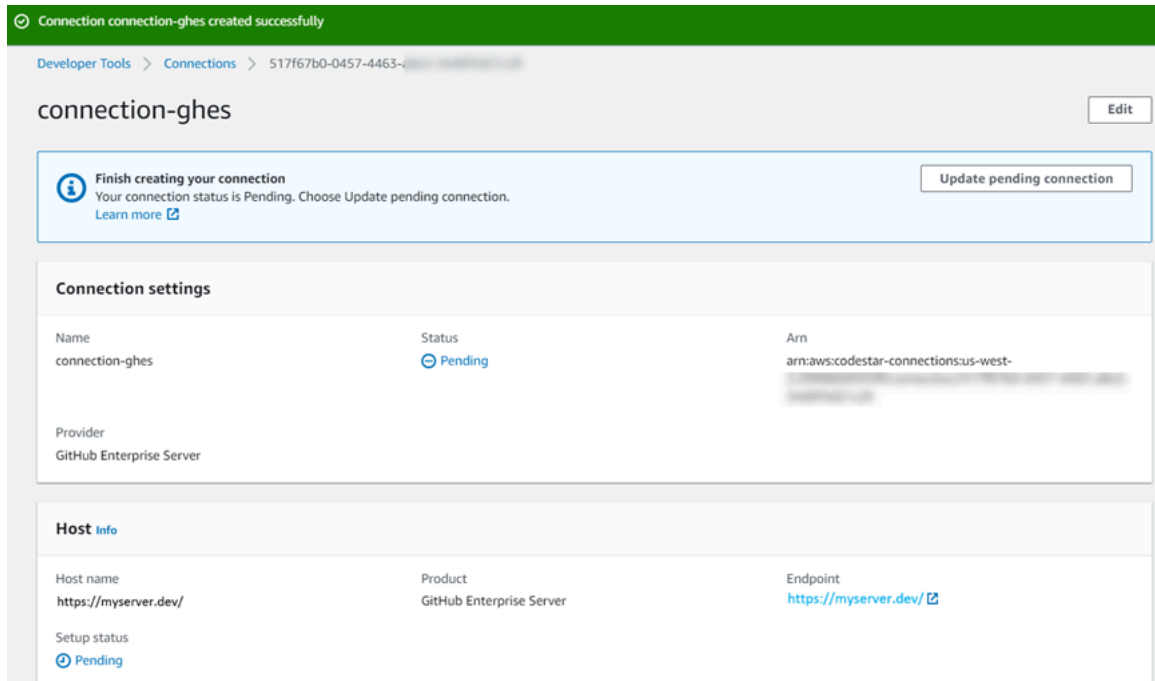 Connection connection-ghes created successfully
Developer Tools > Connections > 517f67b0-0457-4463-
connection-ghes
Edit
Finish creating your connection
Your connection status is Pending. Choose Update pending connection.
Learn more
Update pending connection
Connection settings
Name
Status
Arn
connection-ghes
Pending
arn:aws:codestar-connections:us-west-
Provider
GitHub Enterprise Server
Host Info
Host name
Product
Endpoint
https://myserver.dev/
GitHub Enterprise Server
https://myserver.dev/
Setup status
Pending